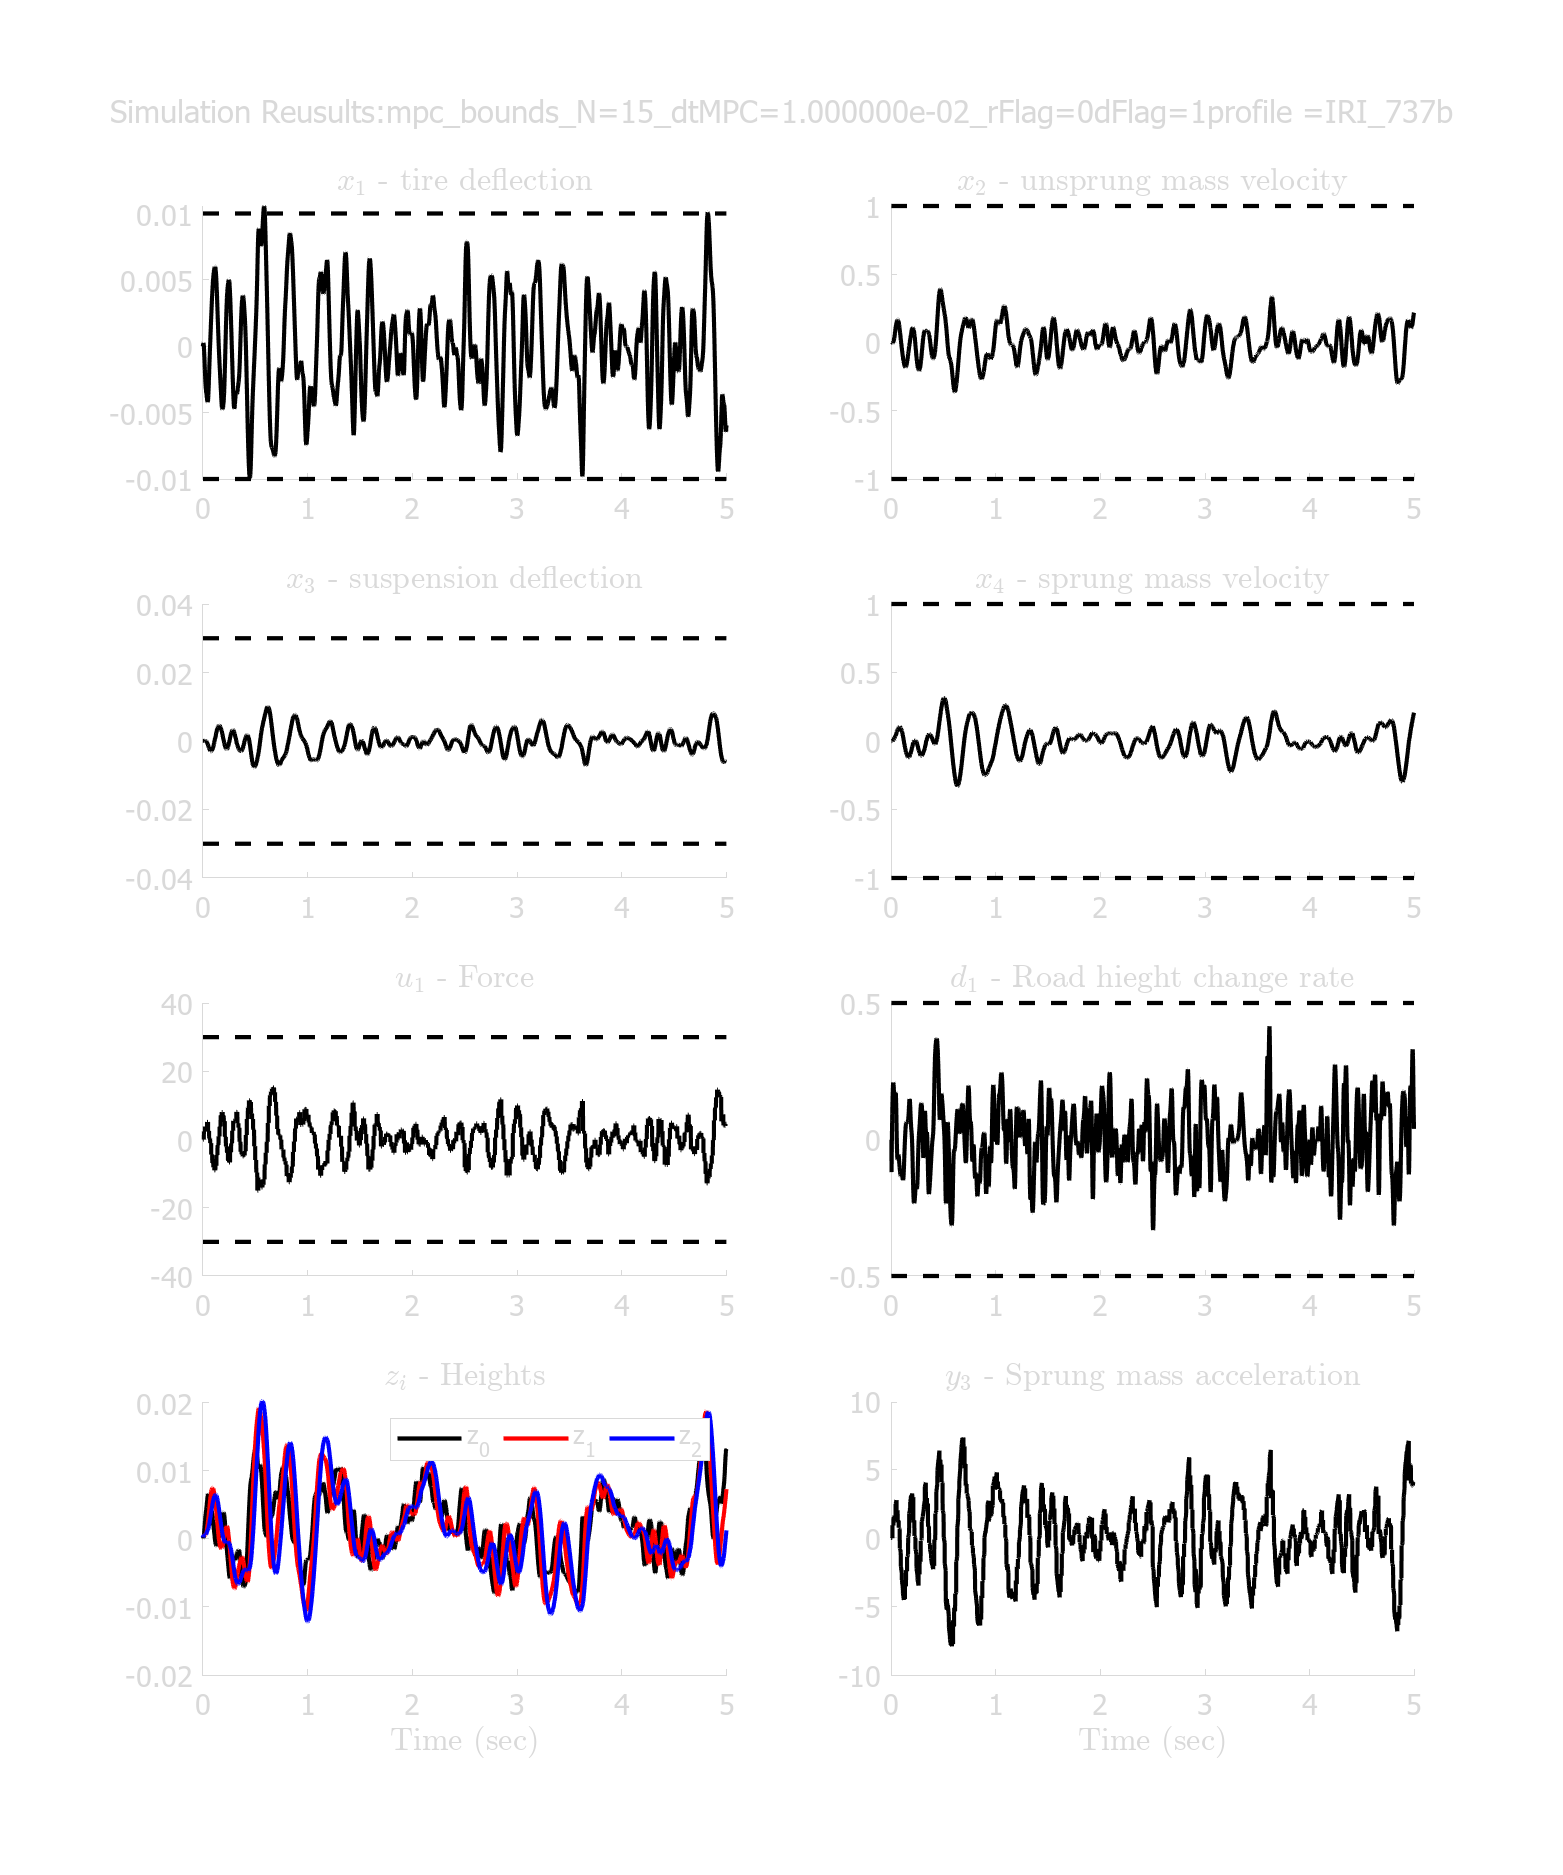 Simulation Reusults:mpc_bounds_N=15_dtMPC=1.000000e-02_rFlag=0dFlag=1profile =IRI_737b
x1 - tire deflection
0.01
0.005
0
-0.005
-0.01
0 1 2 3 4 5
x2 - unsprung mass velocity
1
0.5
0
-0.5
-1
0 1 2 3 4 5
x3 - suspension deflection
0.04
0.02
0
-0.02
-0.04
0 1 2 3 4 5
x4 - sprung mass velocity
1
0.5
0
-0.5
-1
0 1 2 3 4 5
u1 - Force
40
20
0
-20
-40
0 1 2 3 4 5
d1 - Road hieght change rate
0.5
0
-0.5
0 1 2 3 4 5
zi - Heights
0.02
0.01
0
-0.01
-0.02
z0 z1 z2
0 1 2 3 4 5
Time (sec)
y3 - Sprung mass acceleration
10
5
0
-5
-10
0 1 2 3 4 5
Time (sec)